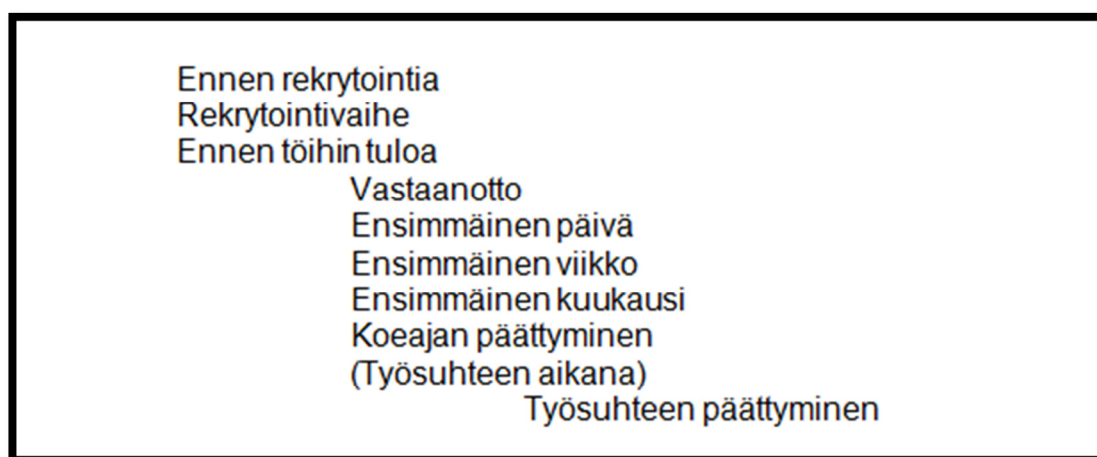 Ennen rekrytointia
Rekrytointivaihe
Ennen töihin tuloa
Vastaanotto
Ensimmäinen päivä
Ensimmäinen viikko
Ensimmäinen kuukausi
Koeajan päättyminen
(Työsuhteen aikana)
Työsuhteen päättyminen